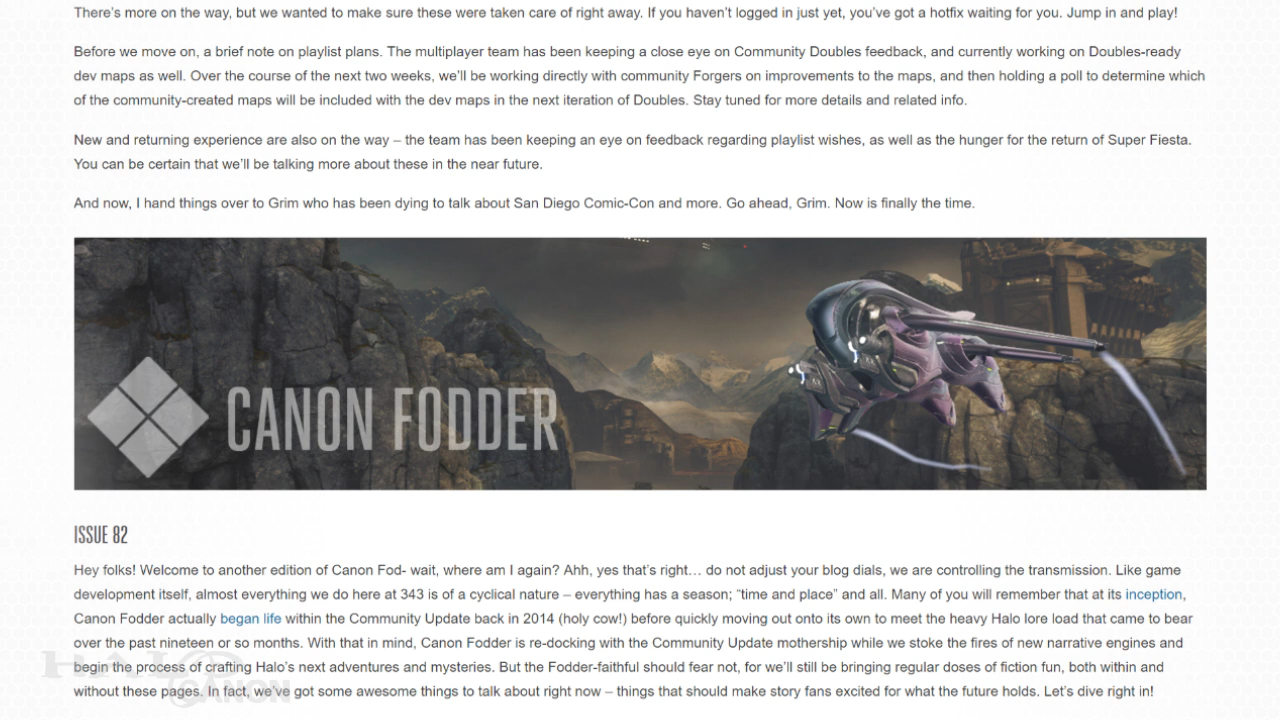 There's more on the way, but we wanted to make sure these were taken care of right away. If you haven't logged in just yet, you've got a hotfix waiting for you. Jump in and play!
Before we move on, a brief note on playlist plans. The multiplayer team has been keeping a close eye on Community Doubles feedback, and currently working on Doubles-ready
dev maps as well. Over the course of the next two weeks, we'll be working directly with community Forgers on improvements to the maps, and then holding a poll to determine which
of the community-created maps will be included with the dev maps in the next iteration of Doubles. Stay tuned for more details and related info.
New and returning experience are also on the way – the team has been keeping an eye on feedback regarding playlist wishes, as well as the hunger for the return of Super Fiesta.
You can be certain that we'll be talking more about these in the near future.
And now, I hand things over to Grim who has been dying to talk about San Diego Comic-Con and more. Go ahead, Grim. Now is finally the time.
CANON FODDER
ISSUE 82
Hey folks! Welcome to another edition of Canon Fod- wait, where am I again? Ahh, yes that's right… do not adjust your blog dials, we are controlling the transmission. Like game
development itself, almost everything we do here at 343 is of a cyclical nature – everything has a season; “time and place” and all. Many of you will remember that at its inception,
Canon Fodder actually began life within the Community Update back in 2014 (holy cow!) before quickly moving out onto its own to meet the heavy Halo lore load that came to bear
over the past nineteen or so months. With that in mind, Canon Fodder is re-docking with the Community Update mothership while we stoke the fires of new narrative engines and
begin the process of crafting Halo's next adventures and mysteries. But the Fodder-faithful should fear not, for we'll still be bringing regular doses of fiction fun, both within and
without these pages. In fact, we've got some awesome things to talk about right now – things that should make story fans excited for what the future holds. Let's dive right in!
HALO
CANON